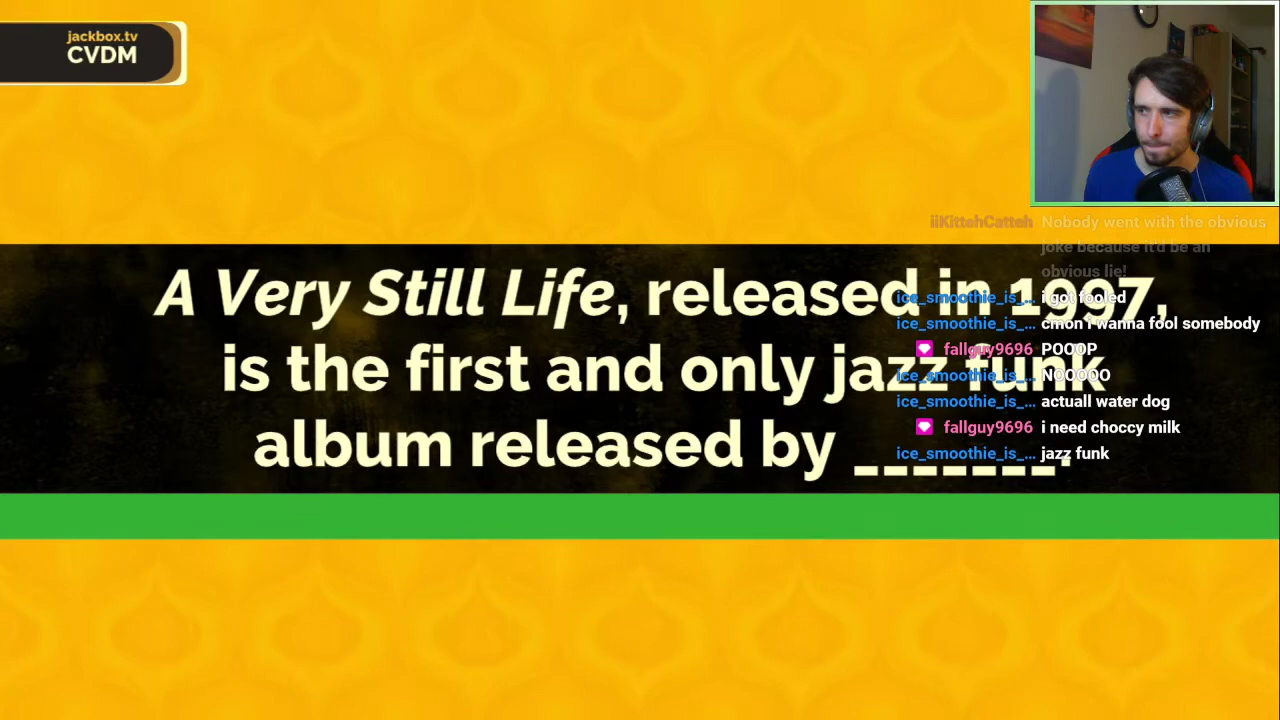 jackbox.tv
CVDM
A Very Still Life, released in 1997,
is the first and only jazz funk
album released by _______.
iiKittehCatteh Nobody went with the obvious
joke because it'd be an
obvious lie!
ice_smoothie_is_... i got fooled
ice_smoothie_is_... cmon i wanna fool somebody
fallguy9696 POOOP
ice_smoothie_is_... NOOOOO
ice_smoothie_is_... actuall water dog
fallguy9696 i need choccy milk
ice_smoothie_is_... jazz funk